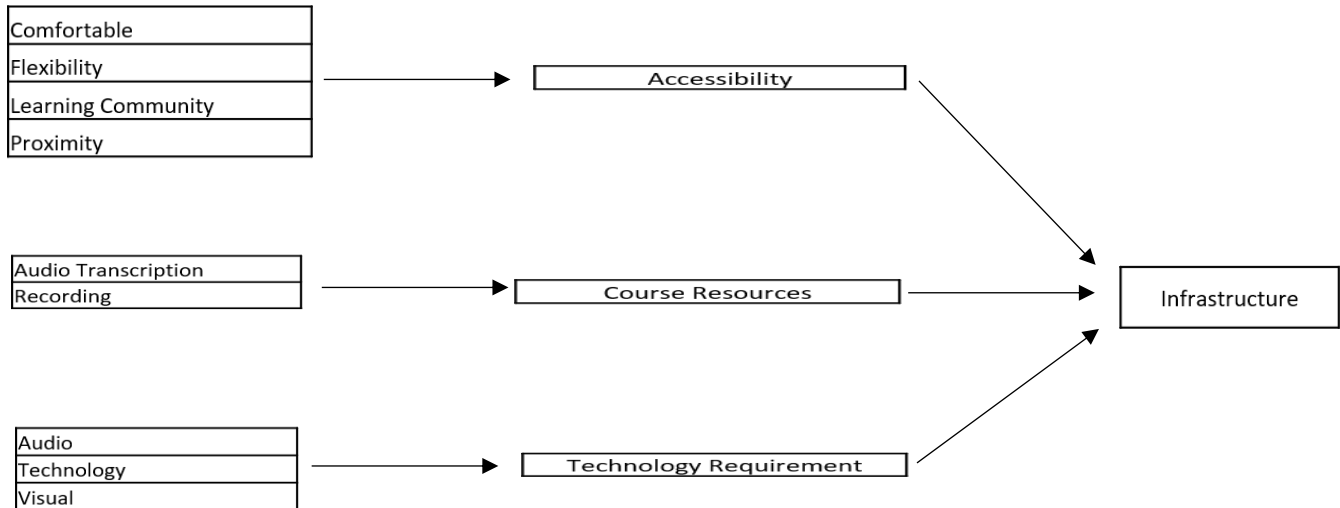 Comfortable
Flexibility
Learning Community
Proximity
Accessibility
Audio Transcription
Recording
Course Resources
Infrastructure
Audio
Technology
Visual
Technology Requirement